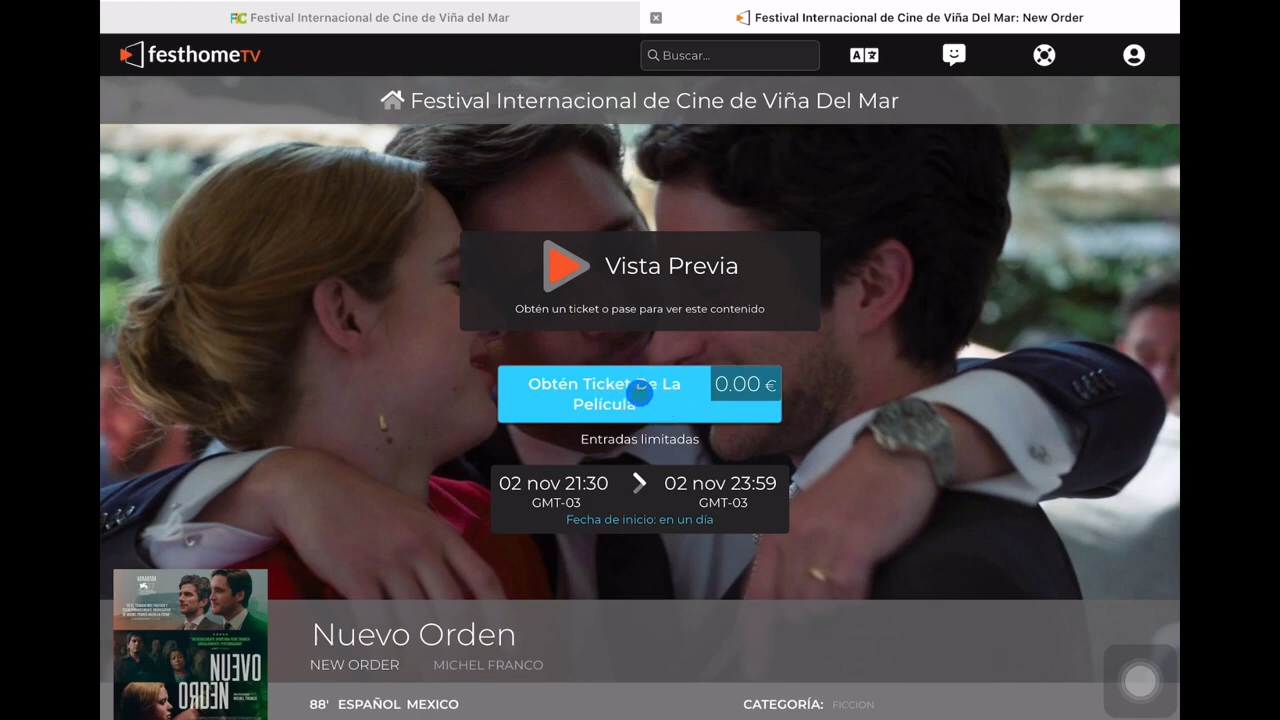 Festival Internacional de Cine de Viña del Mar
Festival Internacional de Cine de Viña Del Mar: New Order
festhomeTV
Buscar...
Festival Internacional de Cine de Viña Del Mar
Vista Previa
Obtén un ticket o pase para ver este contenido
Obtén Ticket De La
Película
0.00 €
Entradas limitadas
02 nov 21:30
02 nov 23:59
GMT-03
GMT-03
Fecha de inicio: en un día
NUEVO
Nuevo Orden
NEW ORDER
MICHEL FRANCO
88' ESPAÑOL MEXICO
CATEGORÍA: FICCION